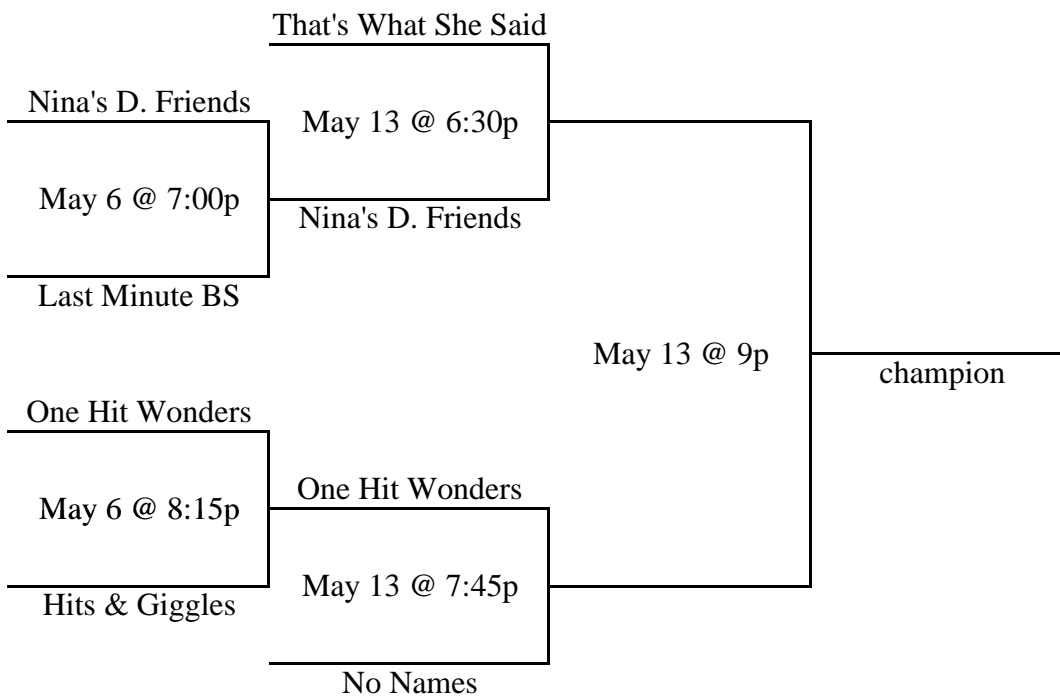 That's What She Said
Nina's D. Friends
May 13 @ 6:30p
May 6 @ 7:00p
Nina's D. Friends
Last Minute BS
May 13 @ 9p
champion
One Hit Wonders
One Hit Wonders
May 6 @ 8:15p
May 13 @ 7:45p
Hits & Giggles
No Names